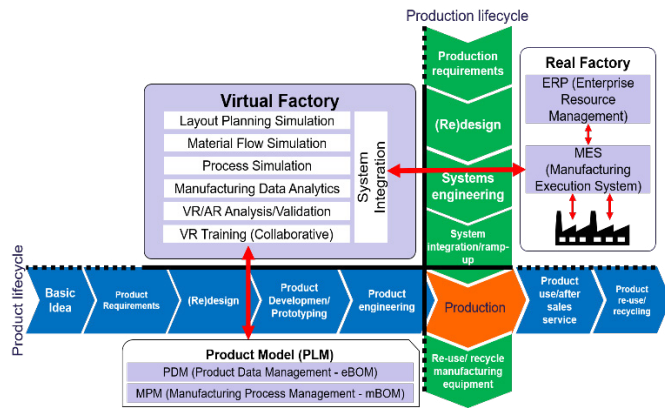 Production lifecycle
Production
requirements
Real Factory
ERP (Enterprise
Resource
Management)
MES
(Manufacturing
Execution System)
Virtual Factory
Layout Planning Simulation
Material Flow Simulation
Process Simulation
Manufacturing Data Analytics
VR/AR Analysis/Validation
VR Training (Collaborative)
System
Integration
(Re)design
Systems
engineering
System
integration/ramp-
up
Product lifecycle
Basic
Idea
Product
Requirements
(Re)design
Product
Developmen/
Prototyping
Product
engineering
Production
Product
use/after
sales
service
Product
re-use/
recycling
Re-use/ recycle
manufacturing
equipment
Product Model (PLM)
PDM (Product Data Management - eBOM)
MPM (Manufacturing Process Management - mBOM)